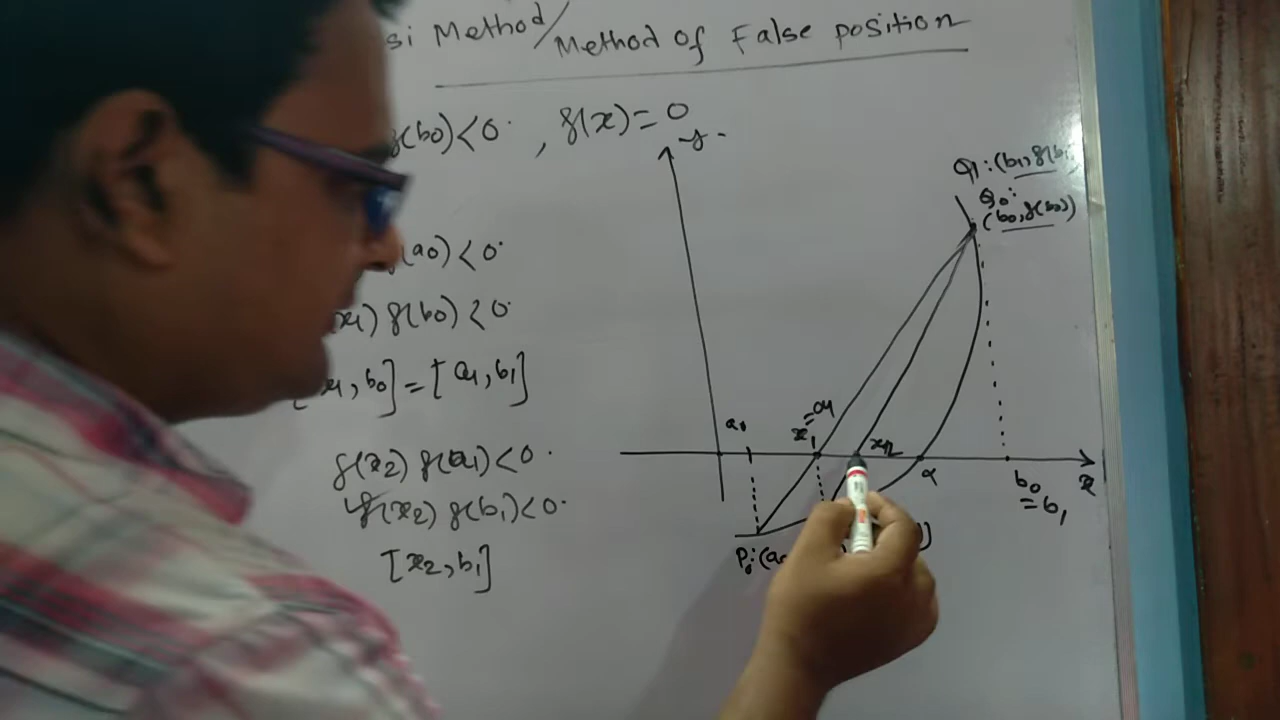 si Method/Method of False position
f(b0)<0 , f(x)=0
y
Q1:(b1,f(b1
Q0:
(b0,f(b0))
(a0)<0
x1) f(b0)<0
x1,b0]=[a1,b1]
a0
x1=a1
x2
α
b0
=b1
x
f(x2) f(a1)<0
f(x2) f(b1)<0
[x2,b1]
P0:(a0
)